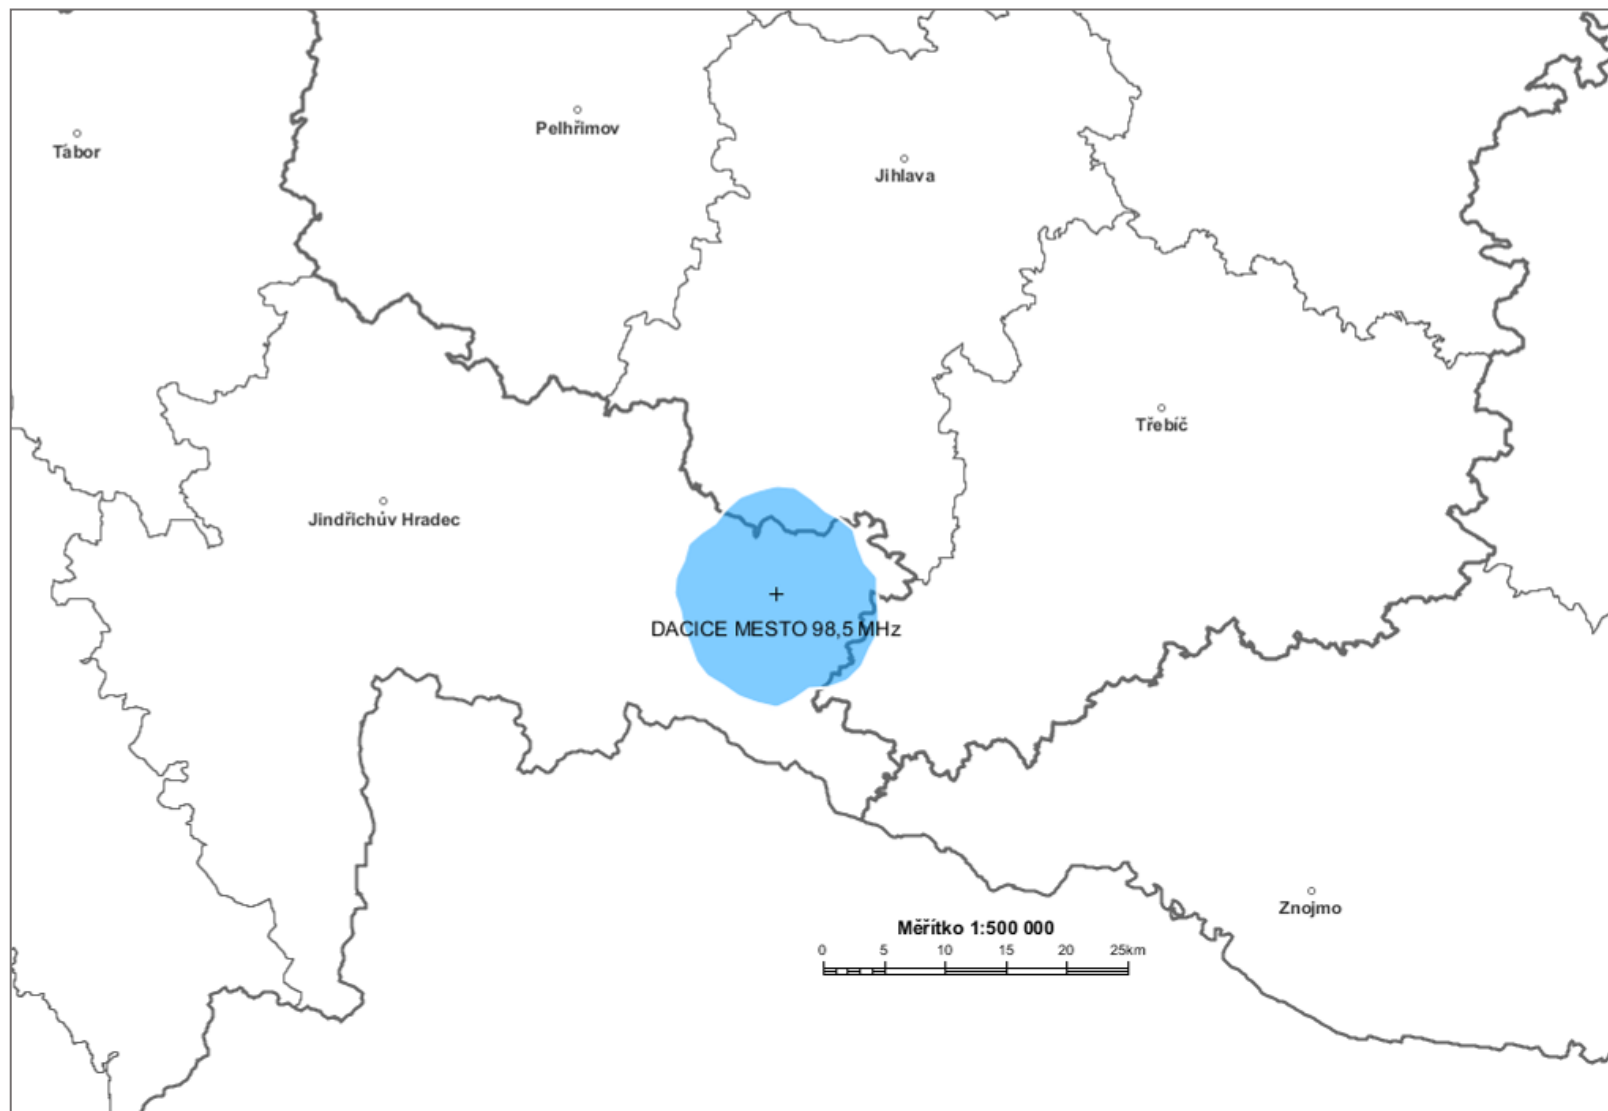 Pelhřimov
Tábor
Jihlava
Třebíč
Jindřichův Hradec
DACICE MESTO 98,5 MHz
Znojmo
Měřítko 1:500 000
0 5 10 15 20 25km